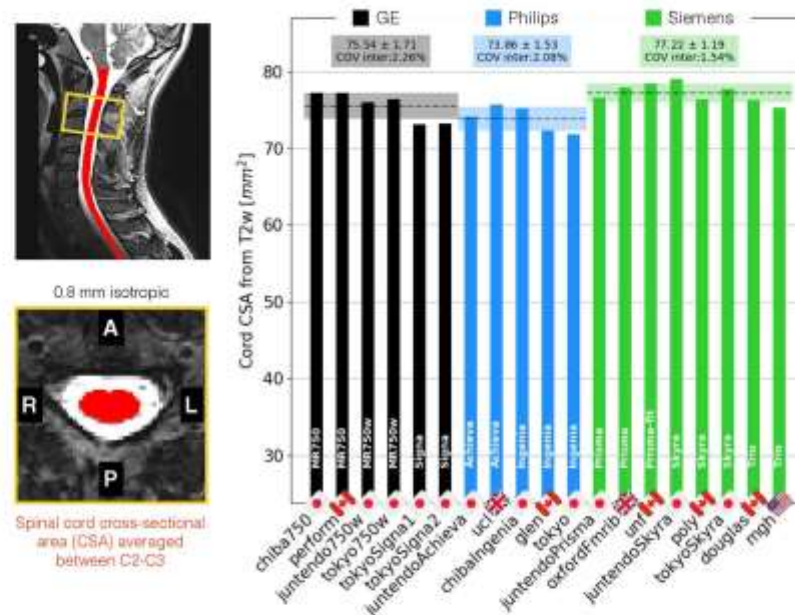 GE
Philips
Siemens
75.54 ± 1.71
COV inter:2.26%
73.86 ± 1.53
COV inter:2.08%
77.22 ± 1.19
COV inter:1.54%
0.8 mm isotropic
A
R
L
P
Spinal cord cross-sectional
area (CSA) averaged
between C2-C3
Cord CSA from T2w [mm²]
80
70
60
50
40
30
MR750
MR750
MR750w
MR750w
Signa
Signa
Achieva
Achieva
Ingenia
Ingenia
Ingenia
Prisma
Prisma
Prisma-fit
Skyra
Skyra
Skyra
Trio
Trio
chiba750
perform
juntendo750w
tokyo750w
tokyoSigna1
tokyoSigna2
juntendoAchieva
ucl
chibaIngenia
glen
tokyo
juntendoPrisma
oxfordFmrib
unf
juntendoSkyra
poly
tokyoSkyra
douglas
mgh